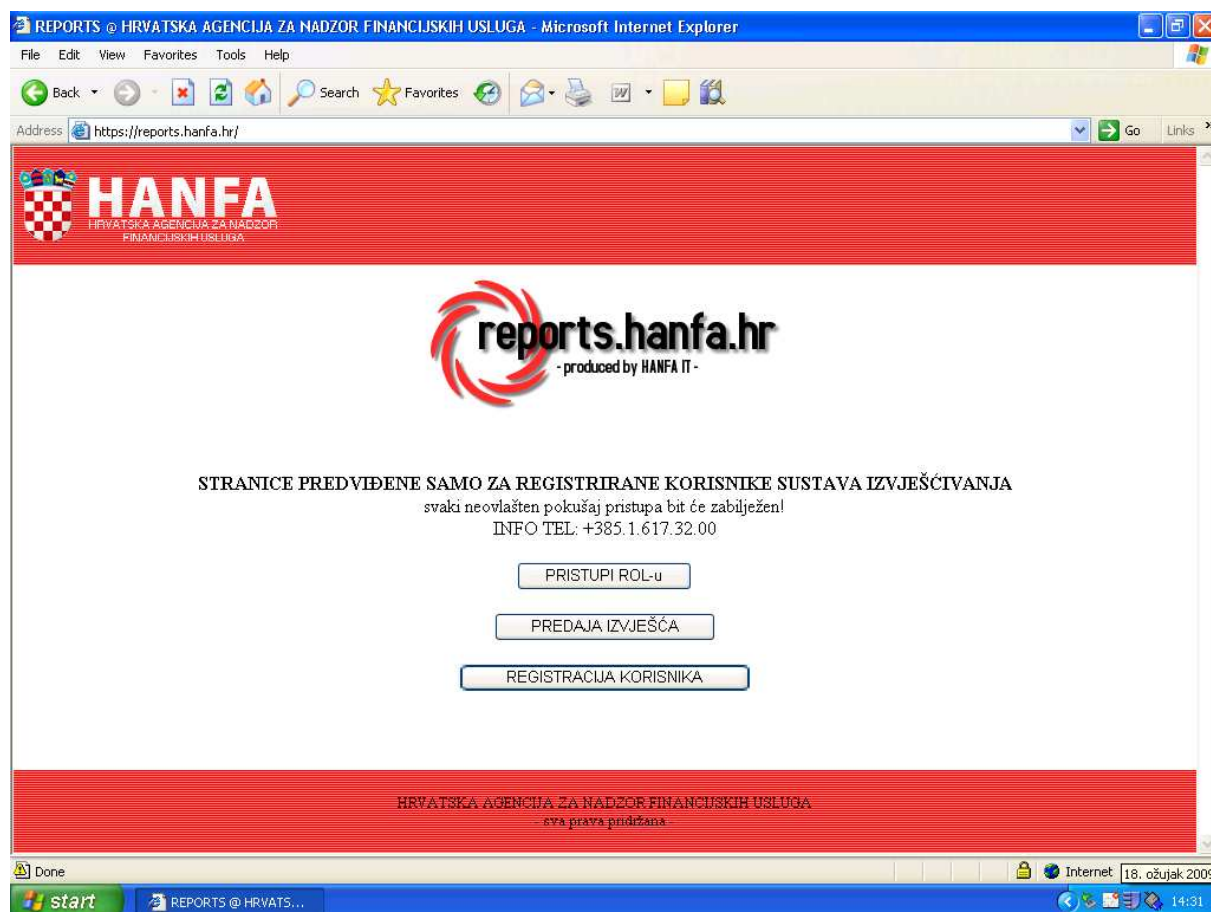 REPORTS @ HRVATSKA AGENCIJA ZA NADZOR FINANCIJSKIH USLUGA - Microsoft Internet Explorer
File Edit View Favorites Tools Help
Back Search Favorites
Address https://reports.hanfa.hr/ Go Links
HANFA
HRVATSKA AGENCIJA ZA NADZOR
FINANCIJSKIH USLUGA
reports.hanfa.hr
- produced by HANFA IT -
STRANICE PREDVIĐENE SAMO ZA REGISTRIRANE KORISNIKE SUSTAVA IZVJEŠĆIVANJA
svaki neovlašten pokušaj pristupa bit će zabilježen!
INFO TEL: +385.1.617.32.00
PRISTUPI ROL-u
PREDAJA IZVJEŠĆA
REGISTRACIJA KORISNIKA
HRVATSKA AGENCIJA ZA NADZOR FINANCIJSKIH USLUGA
- sva prava pridržana -
Done Internet 18. ožujak 2009
start REPORTS @ HRVATS... 14:31